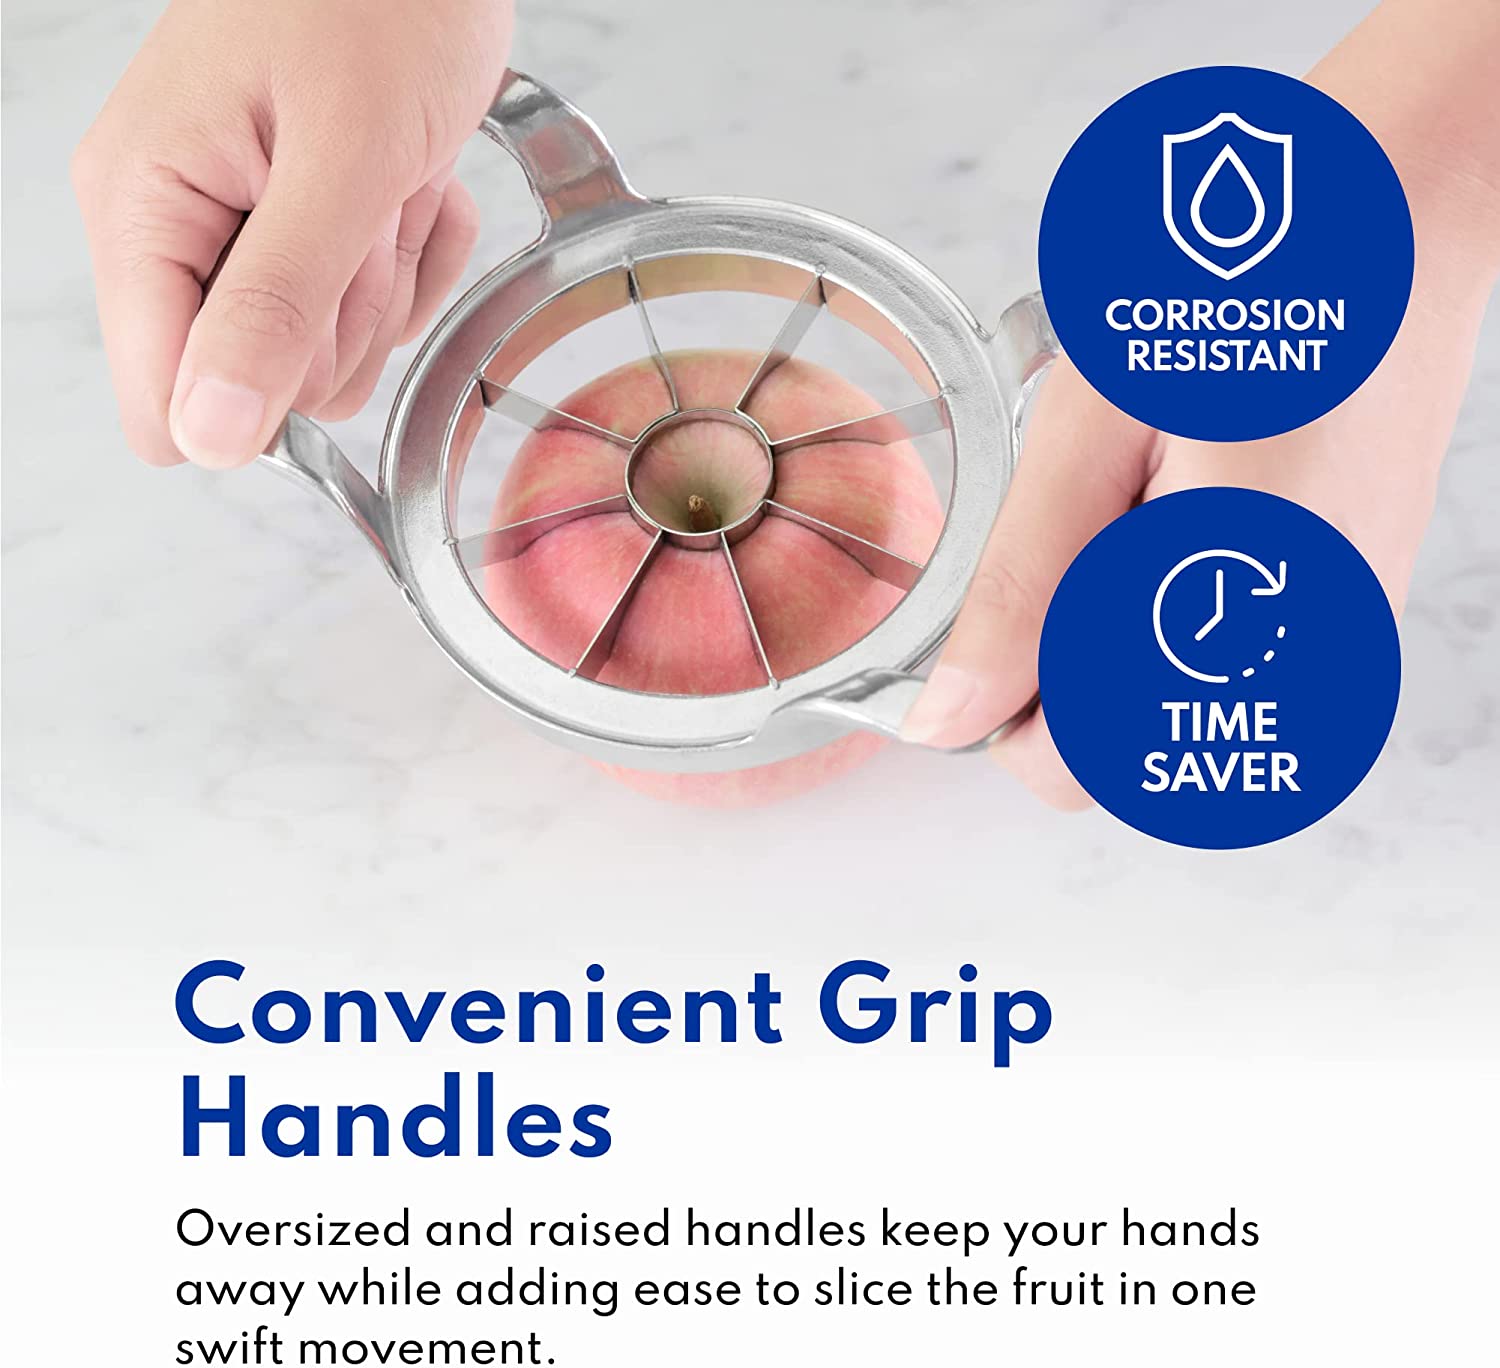 CORROSION
RESISTANT
TIME
SAVER
Convenient Grip
Handles
Oversized and raised handles keep your hands
away while adding ease to slice the fruit in one
swift movement.